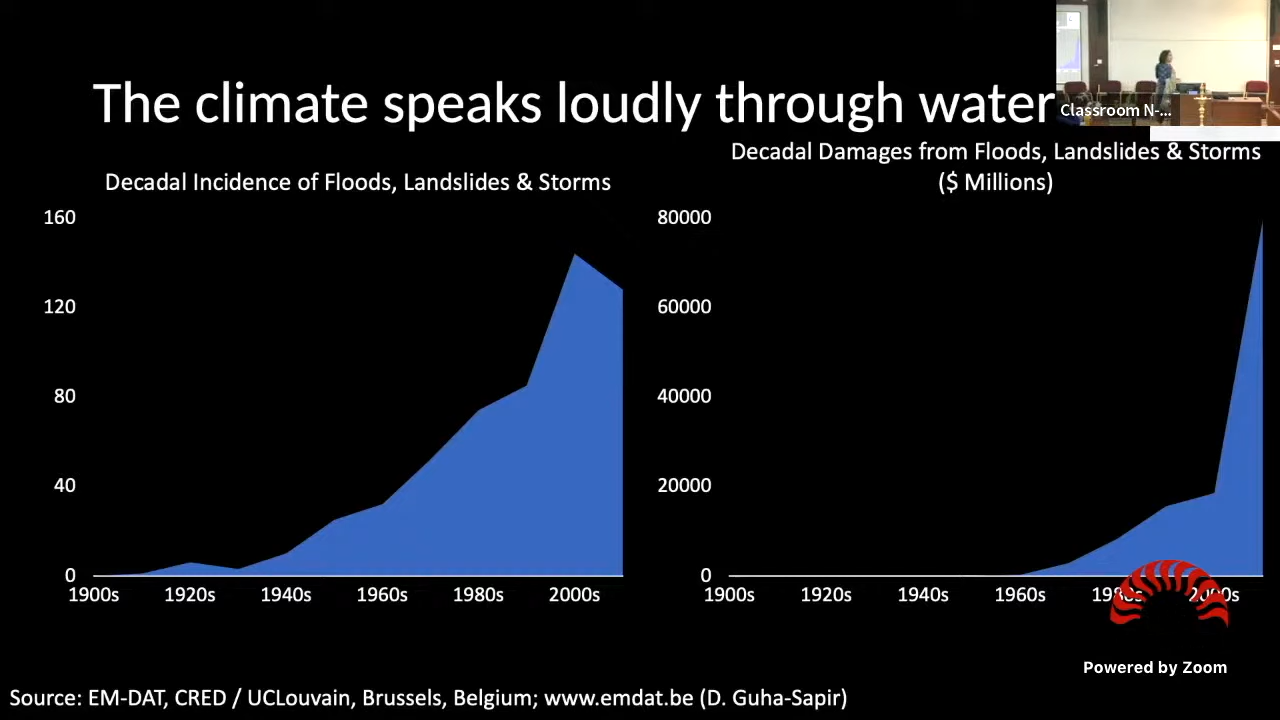 The climate speaks loudly through water
Classroom N-...
Decadal Incidence of Floods, Landslides & Storms
160
120
80
40
0
1900s 1920s 1940s 1960s 1980s 2000s
Decadal Damages from Floods, Landslides & Storms
($ Millions)
80000
60000
40000
20000
0
1900s 1920s 1940s 1960s 1980s 2000s
Powered by Zoom
Source: EM-DAT, CRED / UCLouvain, Brussels, Belgium; www.emdat.be (D. Guha-Sapir)